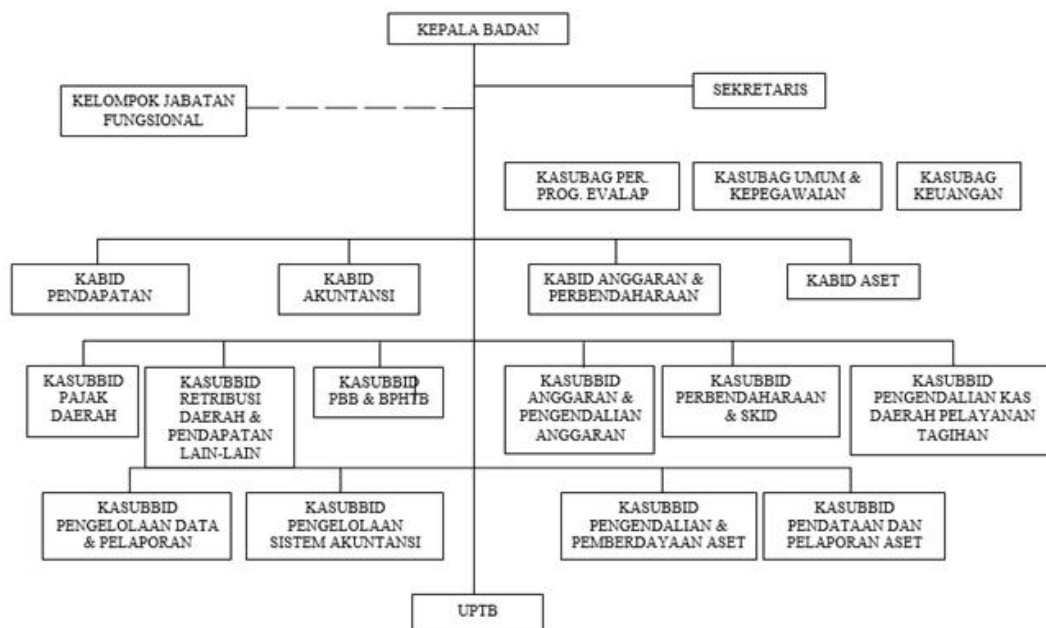 KEPALA BADAN
SEKRETARIS
KELOMPOK JABATAN
FUNGSIONAL
KASUBAG PER.
PROG. EVALAP
KASUBAG UMUM &
KEPEGAWAIAN
KASUBAG
KEUANGAN
KABID
PENDAPATAN
KABID
AKUNTANSI
KABID ANGGARAN &
PERBENDAHARAAN
KABID ASET
KASUBBID
PAJAK
DAERAH
KASUBBID
RETRIBUSI
DAERAH &
PENDAPATAN
LAIN-LAIN
KASUBBID
PBB & BPHTB
KASUBBID
ANGGARAN &
PENGENDALIAN
ANGGARAN
KASUBBID
PERBENDAHARAAN
& SKID
KASUBBID
PENGENDALIAN KAS
DAERAH PELAYANAN
TAGIHAN
KASUBBID
PENGELOLAAN DATA
& PELAPORAN
KASUBBID
PENGELOLAAN
SISTEM AKUNTANSI
KASUBBID
PENGENDALIAN &
PEMBERDAYAAN ASET
KASUBBID
PENDATAAN DAN
PELAPORAN ASET
UPTB